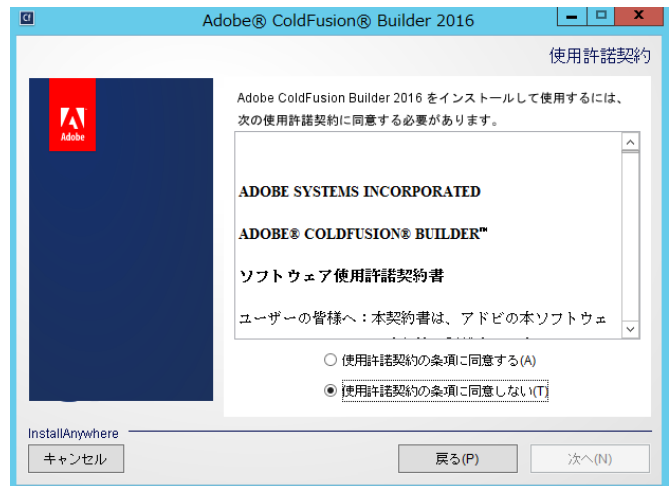 Cf
Adobe® ColdFusion® Builder 2016
使用許諾契約
Adobe
Adobe ColdFusion Builder 2016 をインストールして使用するには、
次の使用許諾契約に同意する必要があります。
ADOBE SYSTEMS INCORPORATED
ADOBE® COLDFUSION® BUILDER™
ソフトウェア使用許諾契約書
ユーザーの皆様へ：本契約書は、アドビの本ソフトウェ
使用許諾契約の条項に同意する(A)
使用許諾契約の条項に同意しない(T)
InstallAnywhere
キャンセル
戻る(P)
次へ(N)